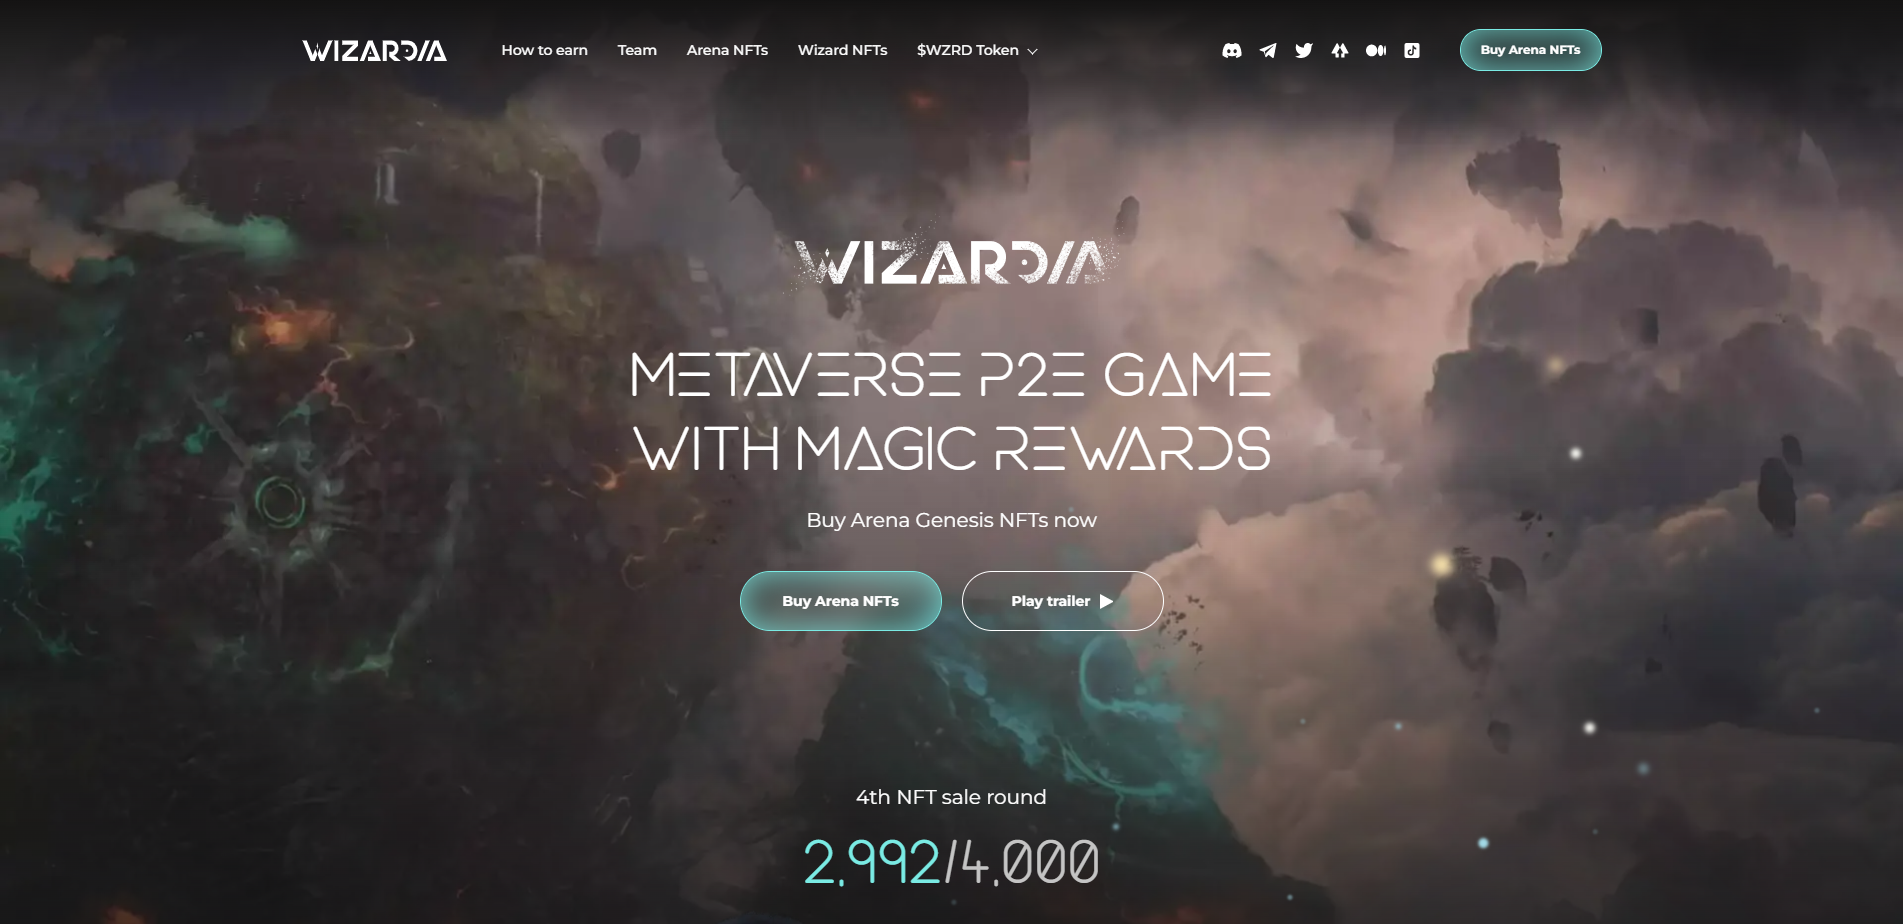 WIZARDIA
How to earn
Team
Arena NFTs
Wizard NFTs
$WZRD Token
Buy Arena NFTs
WIZARDIA
METAVERSE P2E GAME
WITH MAGIC REWARDS
Buy Arena Genesis NFTs now
Buy Arena NFTs
Play trailer
4th NFT sale round
2,992/4,000